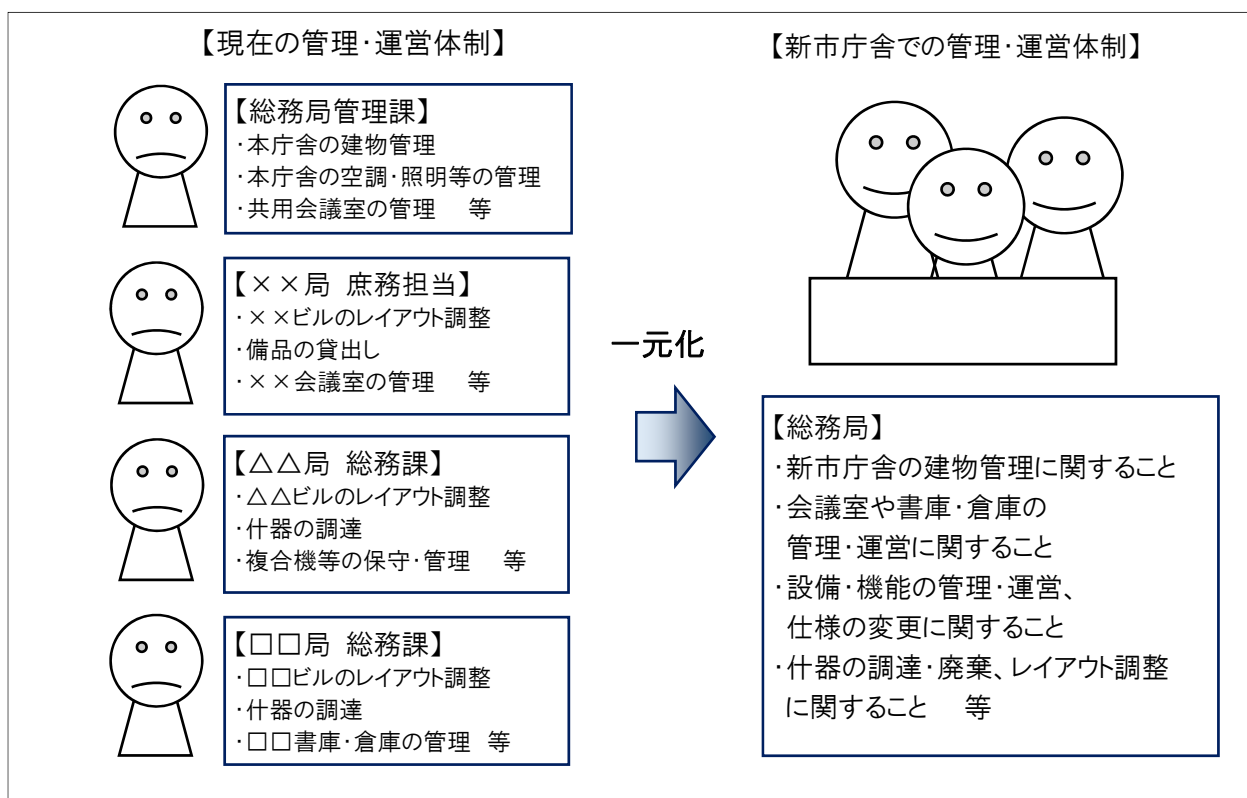 【現在の管理・運営体制】
【総務局管理課】
・本庁舎の建物管理
・本庁舎の空調・照明等の管理
・共用会議室の管理　等
【××局 庶務担当】
・××ビルのレイアウト調整
・備品の貸出し
・××会議室の管理　等
【△△局 総務課】
・△△ビルのレイアウト調整
・什器の調達
・複合機等の保守・管理　等
【□□局 総務課】
・□□ビルのレイアウト調整
・什器の調達
・□□書庫・倉庫の管理 等
一元化
【新市庁舎での管理・運営体制】
【総務局】
・新市庁舎の建物管理に関すること
・会議室や書庫・倉庫の
管理・運営に関すること
・設備・機能の管理・運営、
仕様の変更に関すること
・什器の調達・廃棄、レイアウト調整
に関すること　等